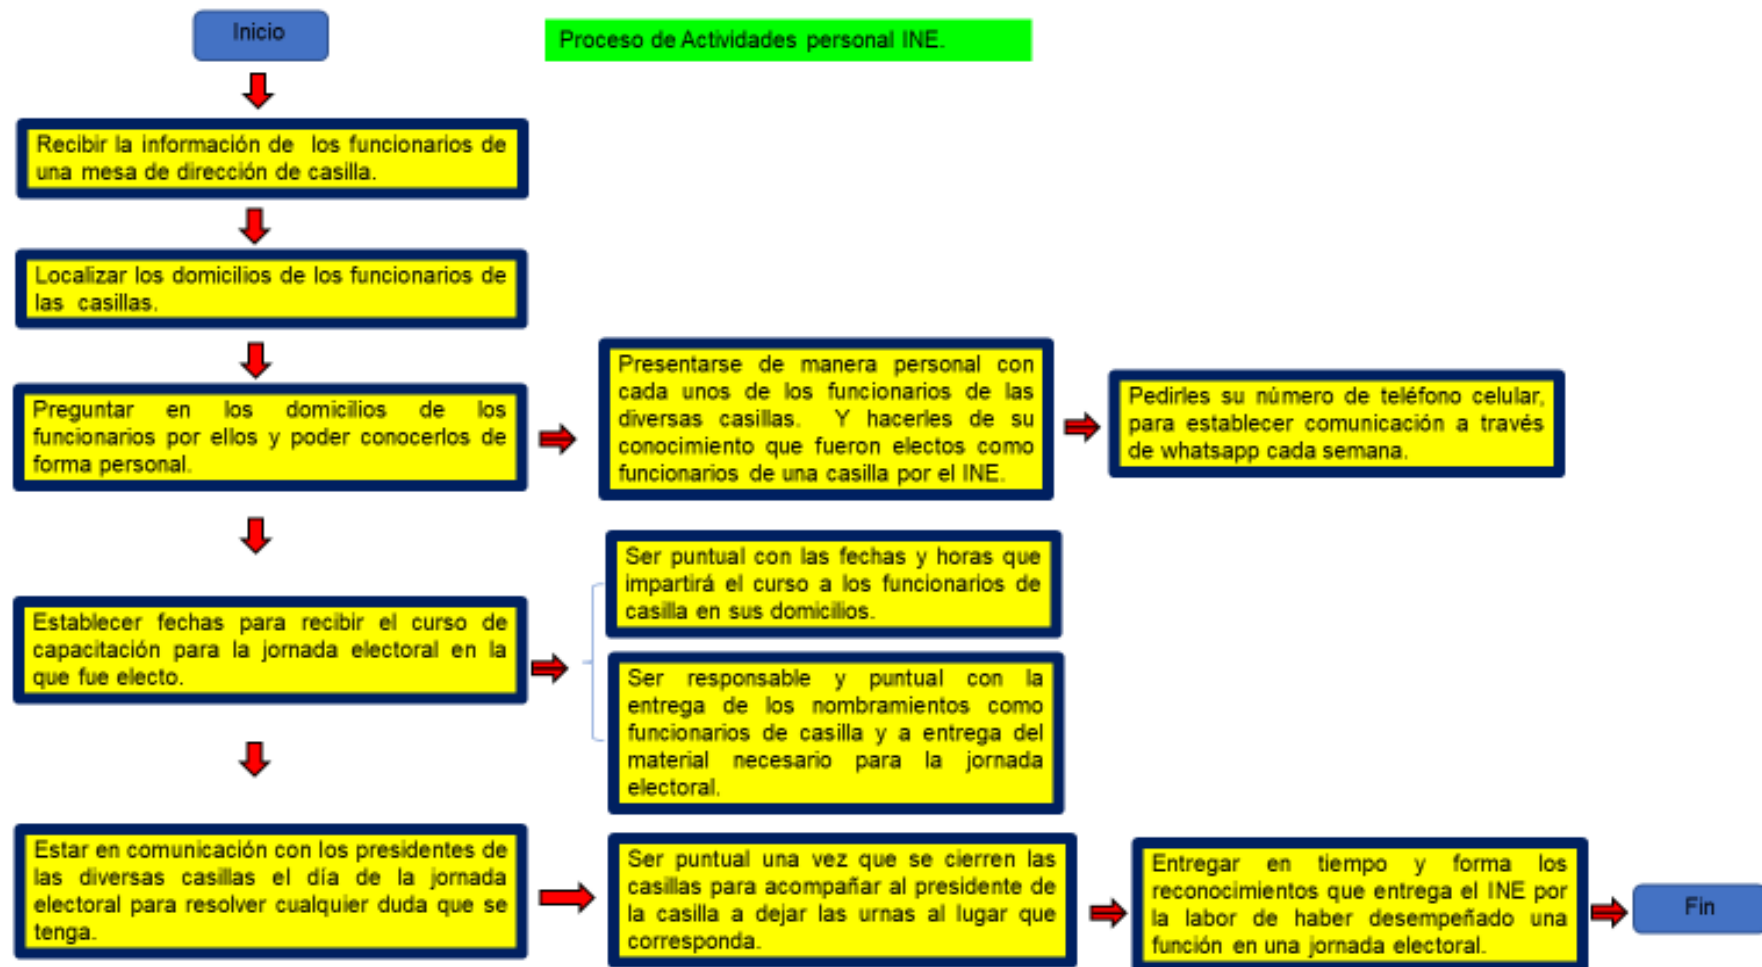 Inicio
Proceso de Actividades personal INE.
Recibir la información de los funcionarios de
una mesa de dirección de casilla.
Localizar los domicilios de los funcionarios de
las casillas.
Preguntar en los domicilios de los
funcionarios por ellos y poder conocerlos de
forma personal.
Presentarse de manera personal con
cada unos de los funcionarios de las
diversas casillas. Y hacerles de su
conocimiento que fueron electos como
funcionarios de una casilla por el INE.
Pedirles su número de teléfono celular,
para establecer comunicación a través
de whatsapp cada semana.
Establecer fechas para recibir el curso de
capacitación para la jornada electoral en la
que fue electo.
Ser puntual con las fechas y horas que
impartirá el curso a los funcionarios de
casilla en sus domicilios.
Ser responsable y puntual con la
entrega de los nombramientos como
funcionarios de casilla y a entrega del
material necesario para la jornada
electoral.
Estar en comunicación con los presidentes de
las diversas casillas el día de la jornada
electoral para resolver cualquier duda que se
tenga.
Ser puntual una vez que se cierren las
casillas para acompañar al presidente de
la casilla a dejar las urnas al lugar que
corresponda.
Entregar en tiempo y forma los
reconocimientos que entrega el INE por
la labor de haber desempeñado una
función en una jornada electoral.
Fin